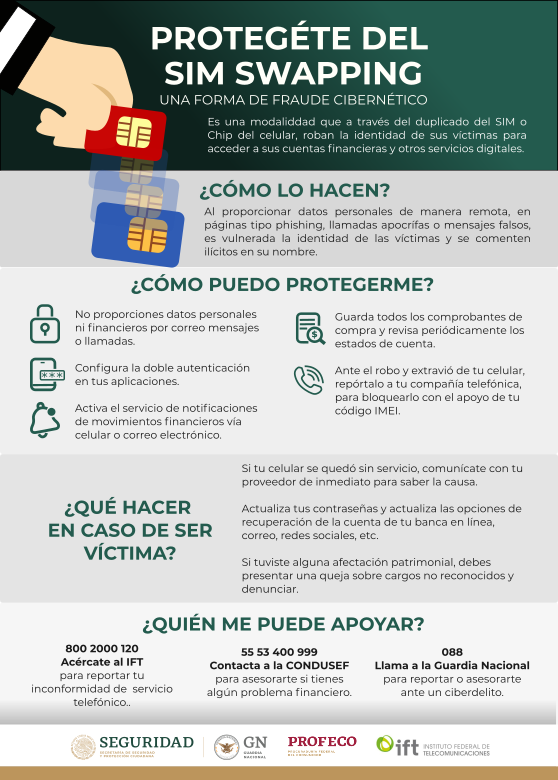 PROTEGÉTE DEL
SIM SWAPPING
UNA FORMA DE FRAUDE CIBERNÉTICO
Es una modaliddad que a través del duplicado del SIM o
Chip del celular, roban la identidad de sus víctimas para
acceder a sus cuentas financieras y otros servicios digitales.
¿CÓMO LO HACEN?
Al proporcionar datos personales de manera remota, en
páginas tipo phishing, llamadas apocrífas o mensajes falsos,
es vulnerada la identidad de las víctimas y se comenten
ilícitos en su nombre.
¿CÓMO PUEDO PROTEGERME?
No proporciones datos personales
ni financieros por correo mensajes
o llamadas.
Configura la doble autenticación
en tus aplicaciones.
Activa el servicio de notificaciones
de movimientos financieros vía
celular o correo electrónico.
Guarda todos los comprobantes de
compra y revisa periódicamente los
estados de cuenta.
Ante el robo y extravió de tu celular,
repórtalo a tu compañía telefónica,
para bloquearlo con el apoyo de tu
código IMEI.
¿QUÉ HACER
EN CASO DE SER
VÍCTIMA?
Si tu celular se quedó sin servicio, comunícate con tu
proveedor de inmediato para saber la causa.
Actualiza tus contraseñas y actualiza las opciones de
recuperación de la cuenta de tu banca en línea,
correo, redes sociales, etc.
Si tuviste alguna afectación patrimonial, debes
presentar una queja sobre cargos no reconocidos y
denunciar.
¿QUIÉN ME PUEDE APOYAR?
800 2000 120
Acércate al IFT
para reportar tu
inconformidad de servicio
telefónico..
55 53 400 999
Contacta a la CONDUSEF
para asesorarte si tienes
algún problema financiero.
088
Llama a la Guardia Nacional
para reportar o asesorarte
ante un ciberdelito.
SEGURIDAD
SECRETARÍA DE SEGURIDAD
Y PROTECCIÓN CIUDADANA
GN
GUARDIA
NACIONAL
PROFECO
PROCURADURÍA FEDERAL
DEL CONSUMIDOR
ift
INSTITUTO FEDERAL DE
TELECOMUNICACIONES